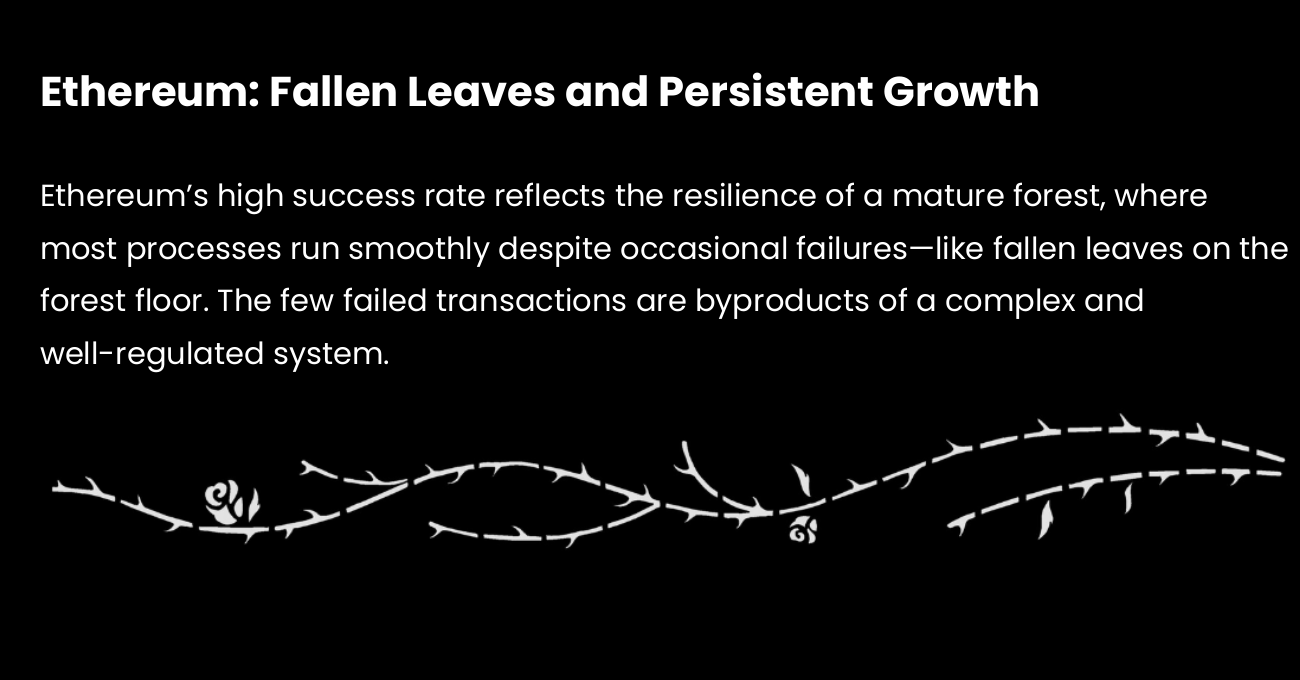 Ethereum: Fallen Leaves and Persistent Growth
Ethereum’s high success rate reflects the resilience of a mature forest, where
most processes run smoothly despite occasional failures—like fallen leaves on the
forest floor. The few failed transactions are byproducts of a complex and
well-regulated system.